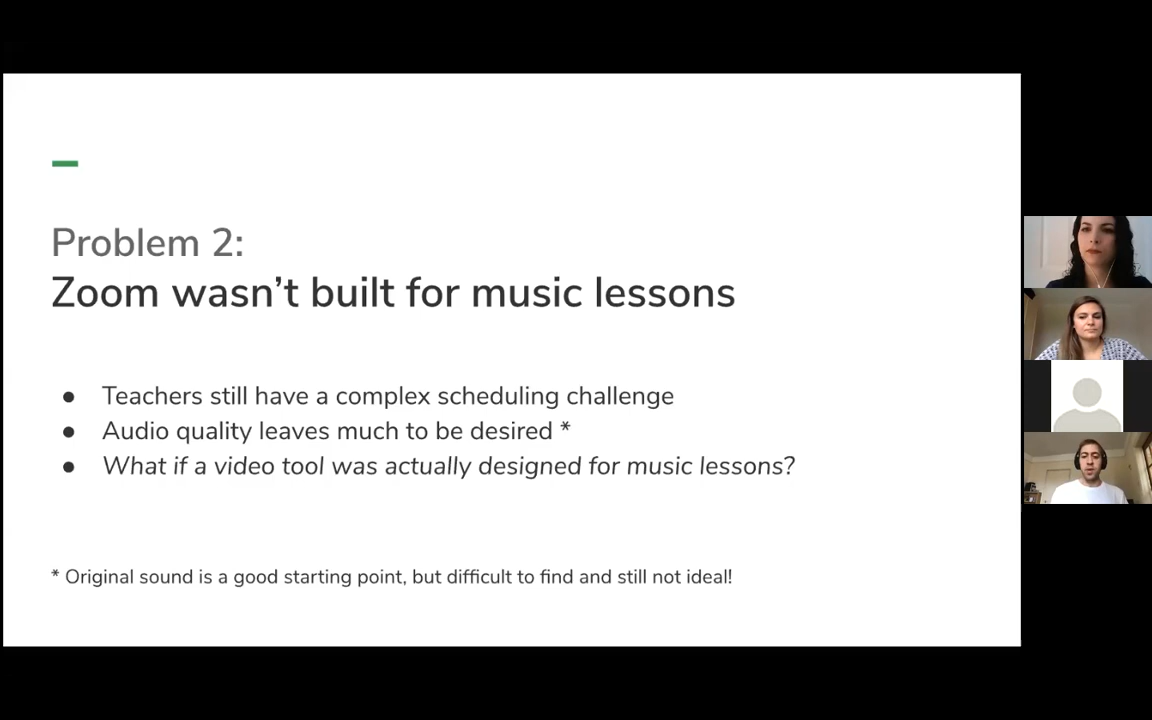 Problem 2:
Zoom wasn’t built for music lessons
● Teachers still have a complex scheduling challenge
● Audio quality leaves much to be desired *
● What if a video tool was actually designed for music lessons?
* Original sound is a good starting point, but difficult to find and still not ideal!